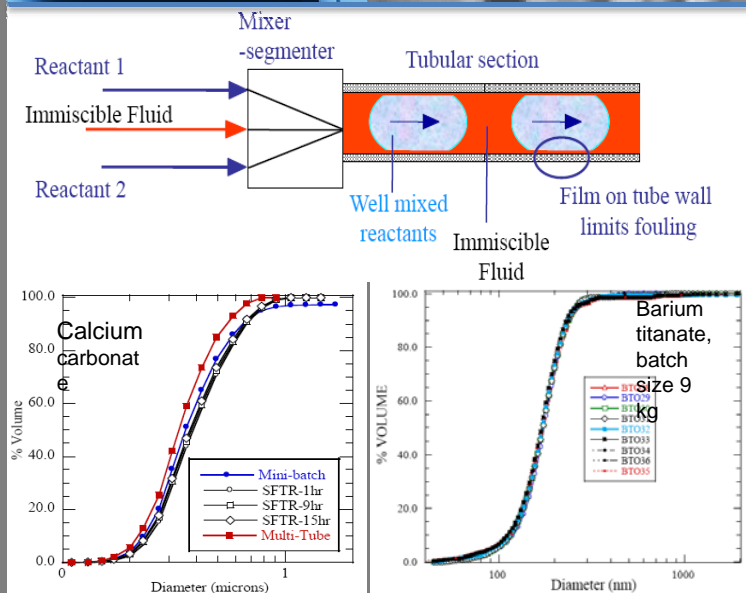 Mixer
-segmenter
Reactant 1
Tubular section
Immiscible Fluid
Reactant 2
Well mixed
reactants
Immiscible
Fluid
Film on tube wall
limits fouling
Calcium
carbonat
e
100.0
80.0
60.0
40.0
20.0
0.0
% Volume
Mini-batch
SFTR-1hr
SFTR-9hr
SFTR-15hr
Multi-Tube
0
1
Diameter (microns)
Barium
titanate,
batch
size 9
kg
100.0
80.0
60.0
40.0
20.0
0.0
% VOLUME
BTO29
BTO32
BTO33
BTO34
BTO36
BTO35
100
1000
Diameter (nm)